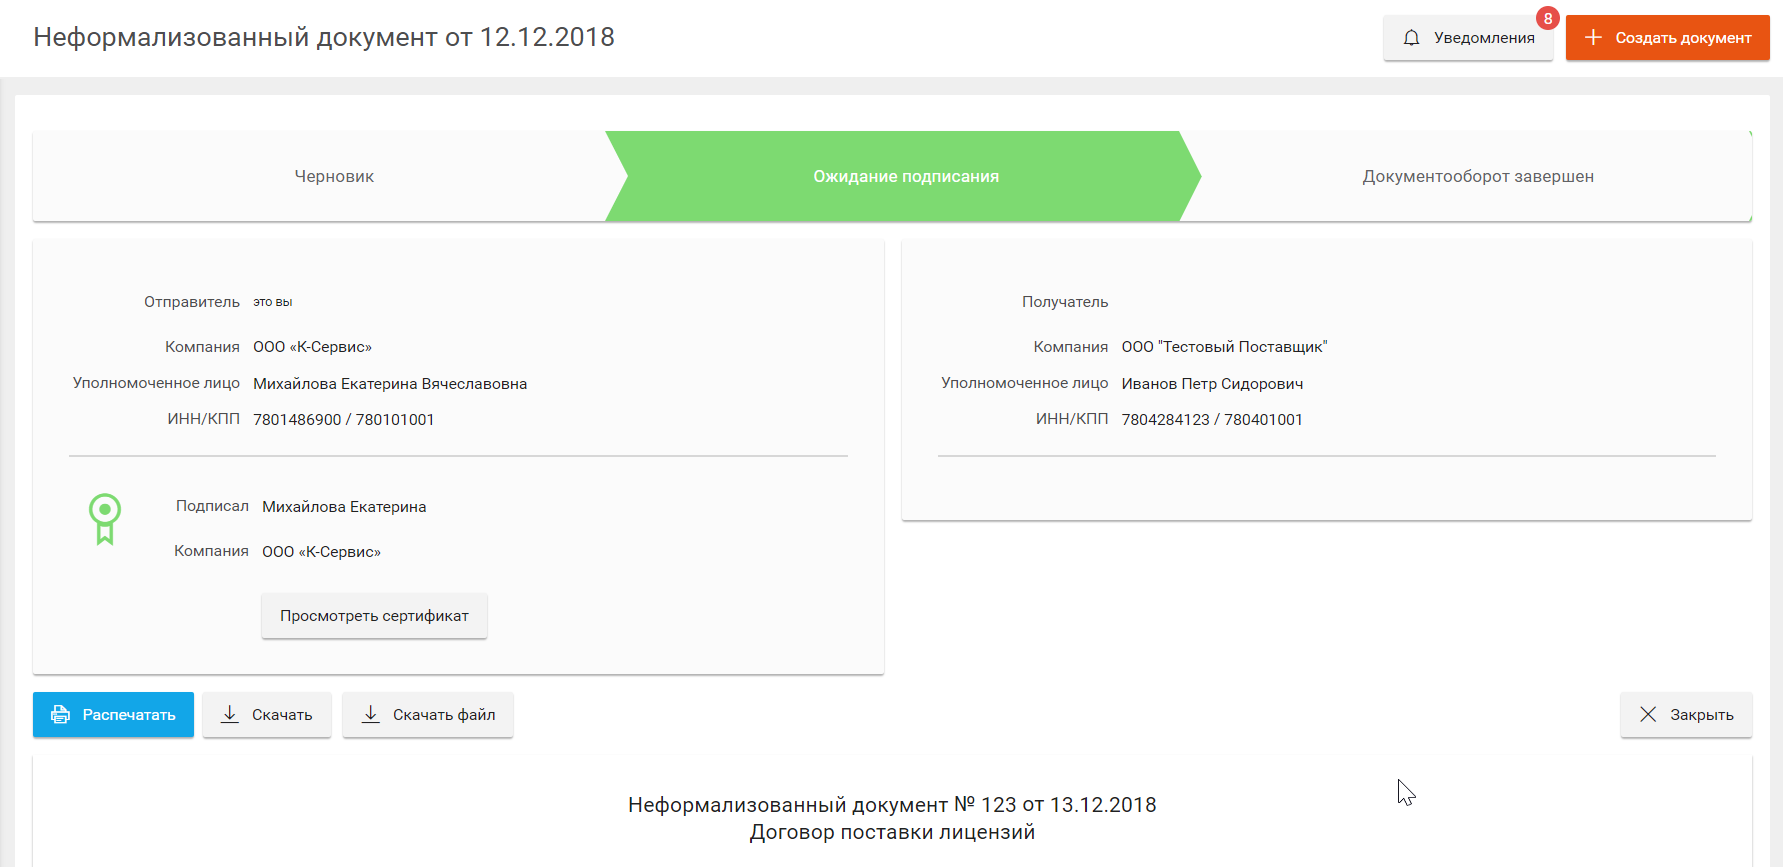 Неформализованный документ от 12.12.2018
Уведомления
8
Создать документ
Черновик
Ожидание подписания
Документооборот завершен
Отправитель это вы
Компания ООО «К-Сервис»
Уполномоченное лицо Михайлова Екатерина Вячеславовна
ИНН/КПП 7801486900 / 780101001
Подписал Михайлова Екатерина
Компания ООО «К-Сервис»
Просмотреть сертификат
Получатель
Компания ООО "Тестовый Поставщик"
Уполномоченное лицо Иванов Петр Сидорович
ИНН/КПП 7804284123 / 780401001
Распечатать
Скачать
Скачать файл
Закрыть
Неформализованный документ № 123 от 13.12.2018
Договор поставки лицензий